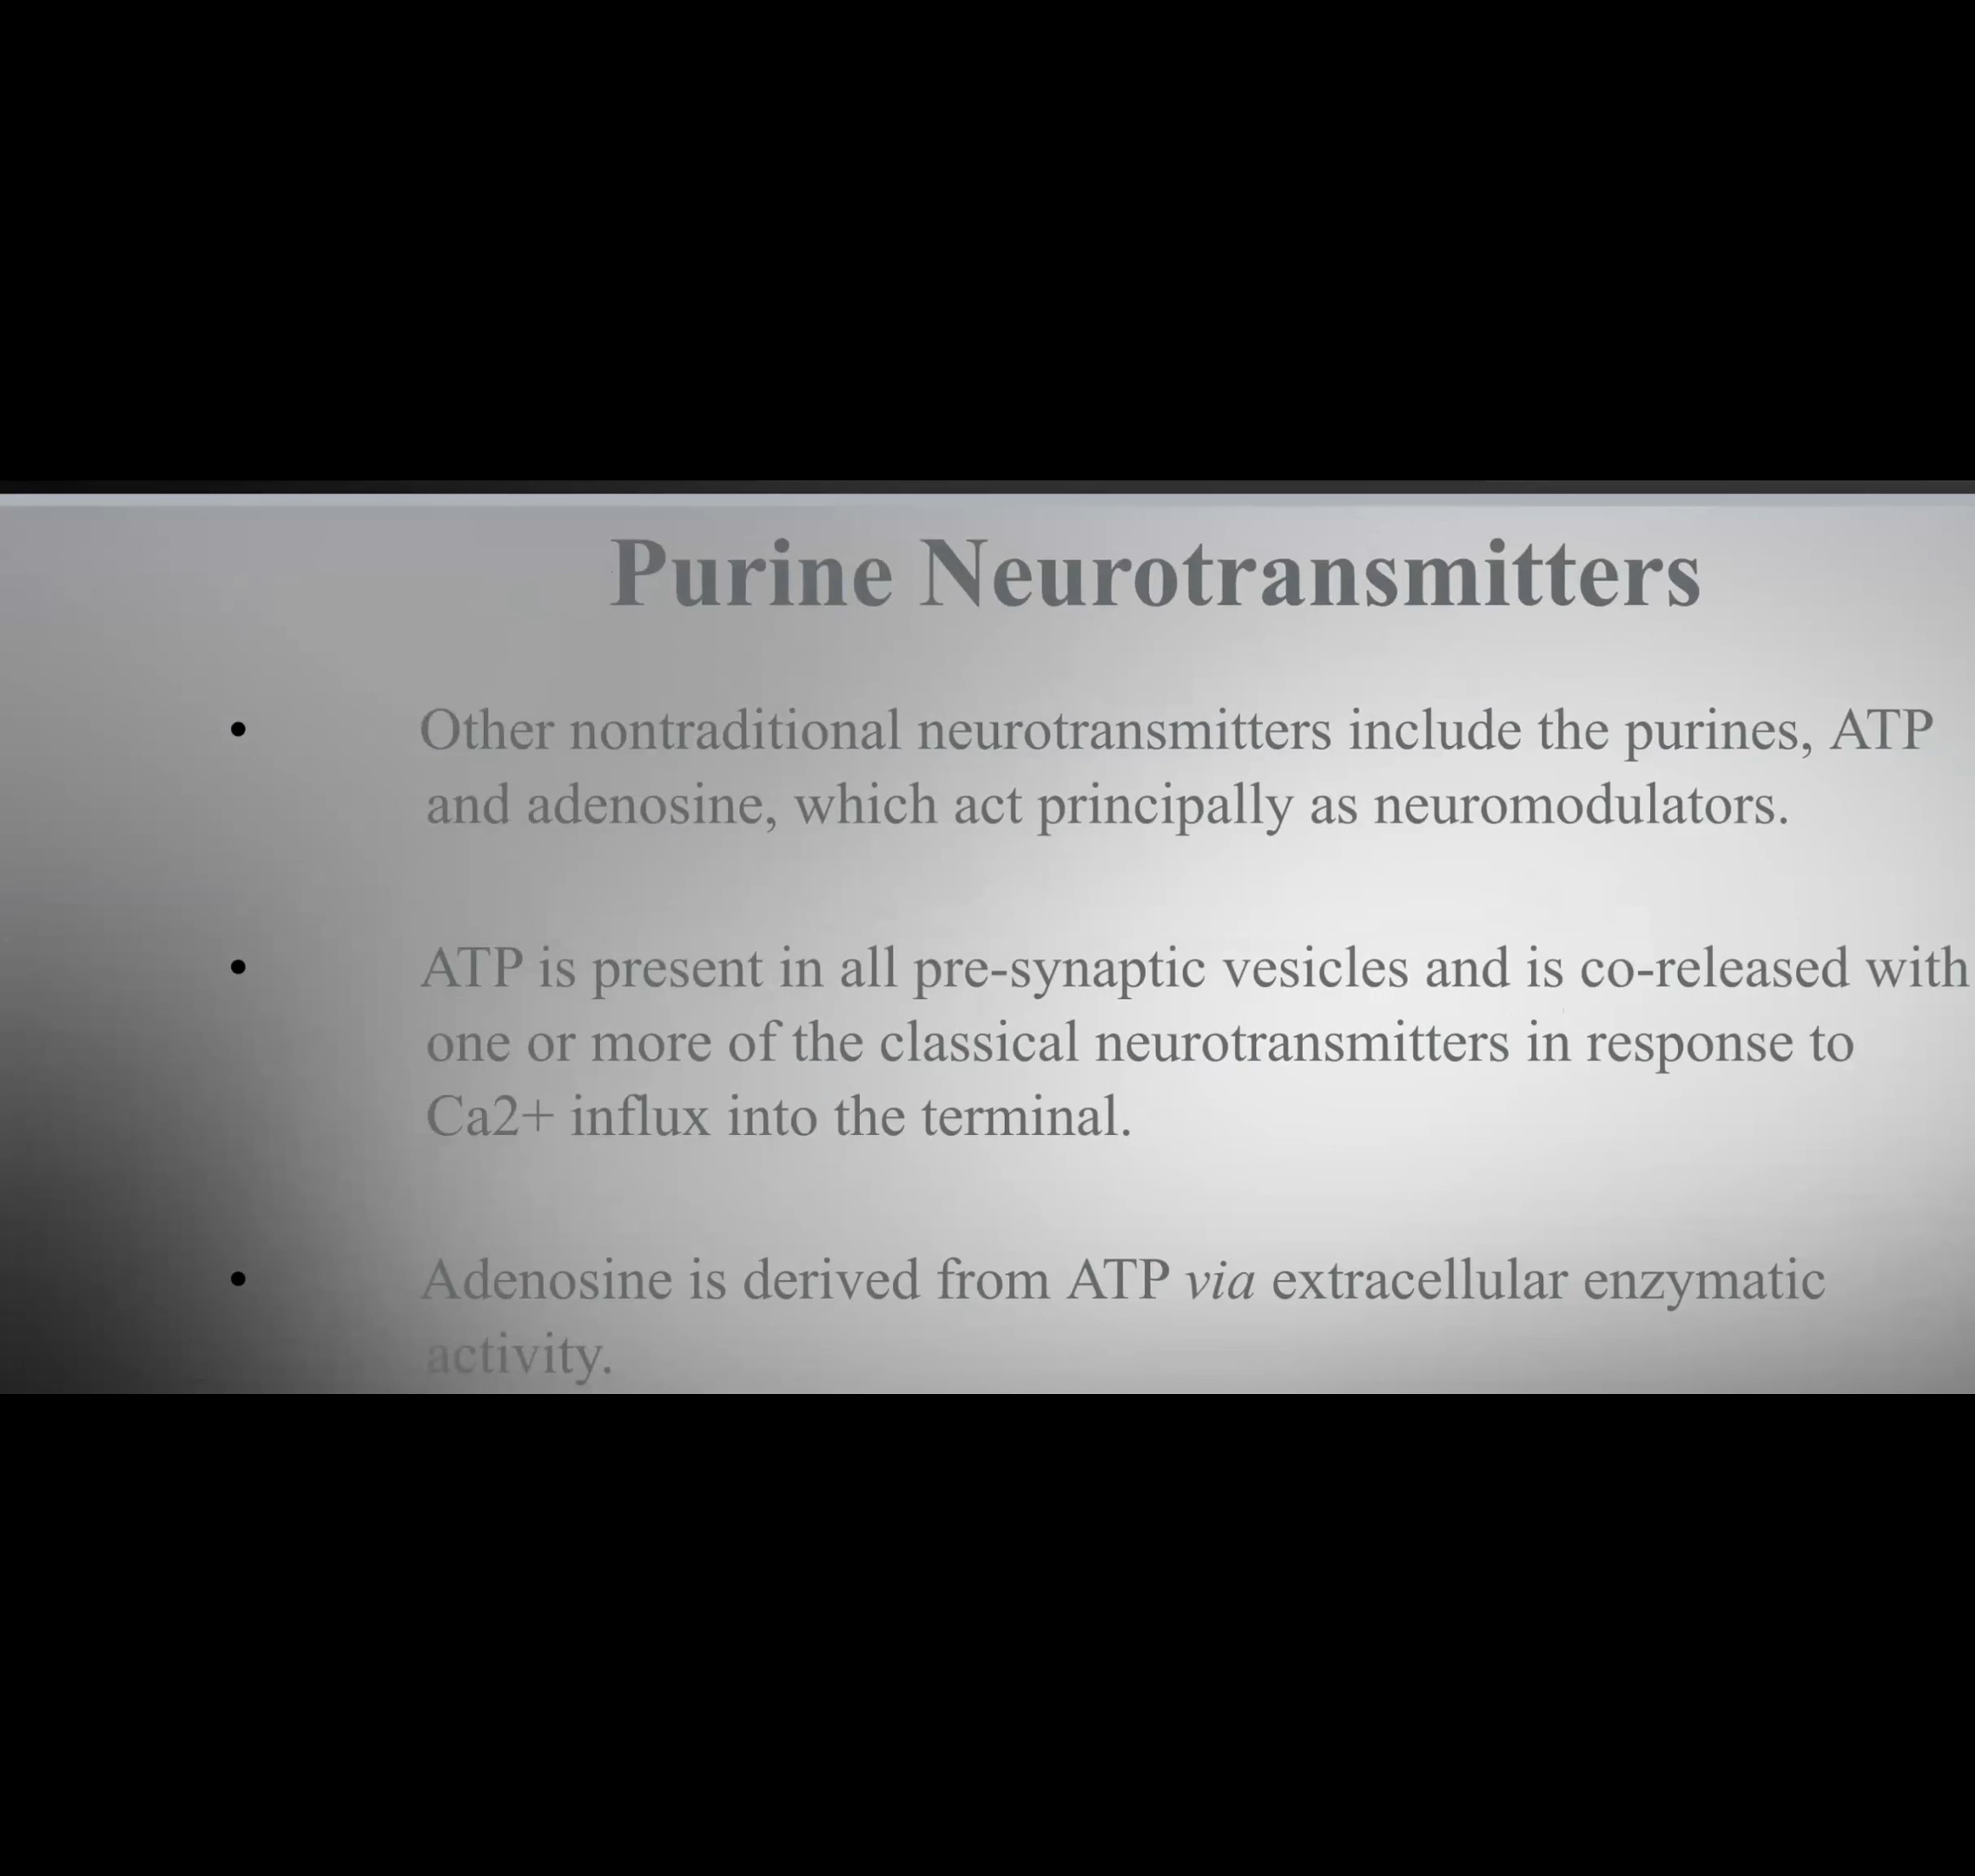 Purine Neurotransmitters
• Other nontraditional neurotransmitters include the purines, ATP
and adenosine, which act principally as neuromodulators.
• ATP is present in all pre-synaptic vesicles and is co-released with
one or more of the classical neurotransmitters in response to
Ca2+ influx into the terminal.
• Adenosine is derived from ATP via extracellular enzymatic
activity.